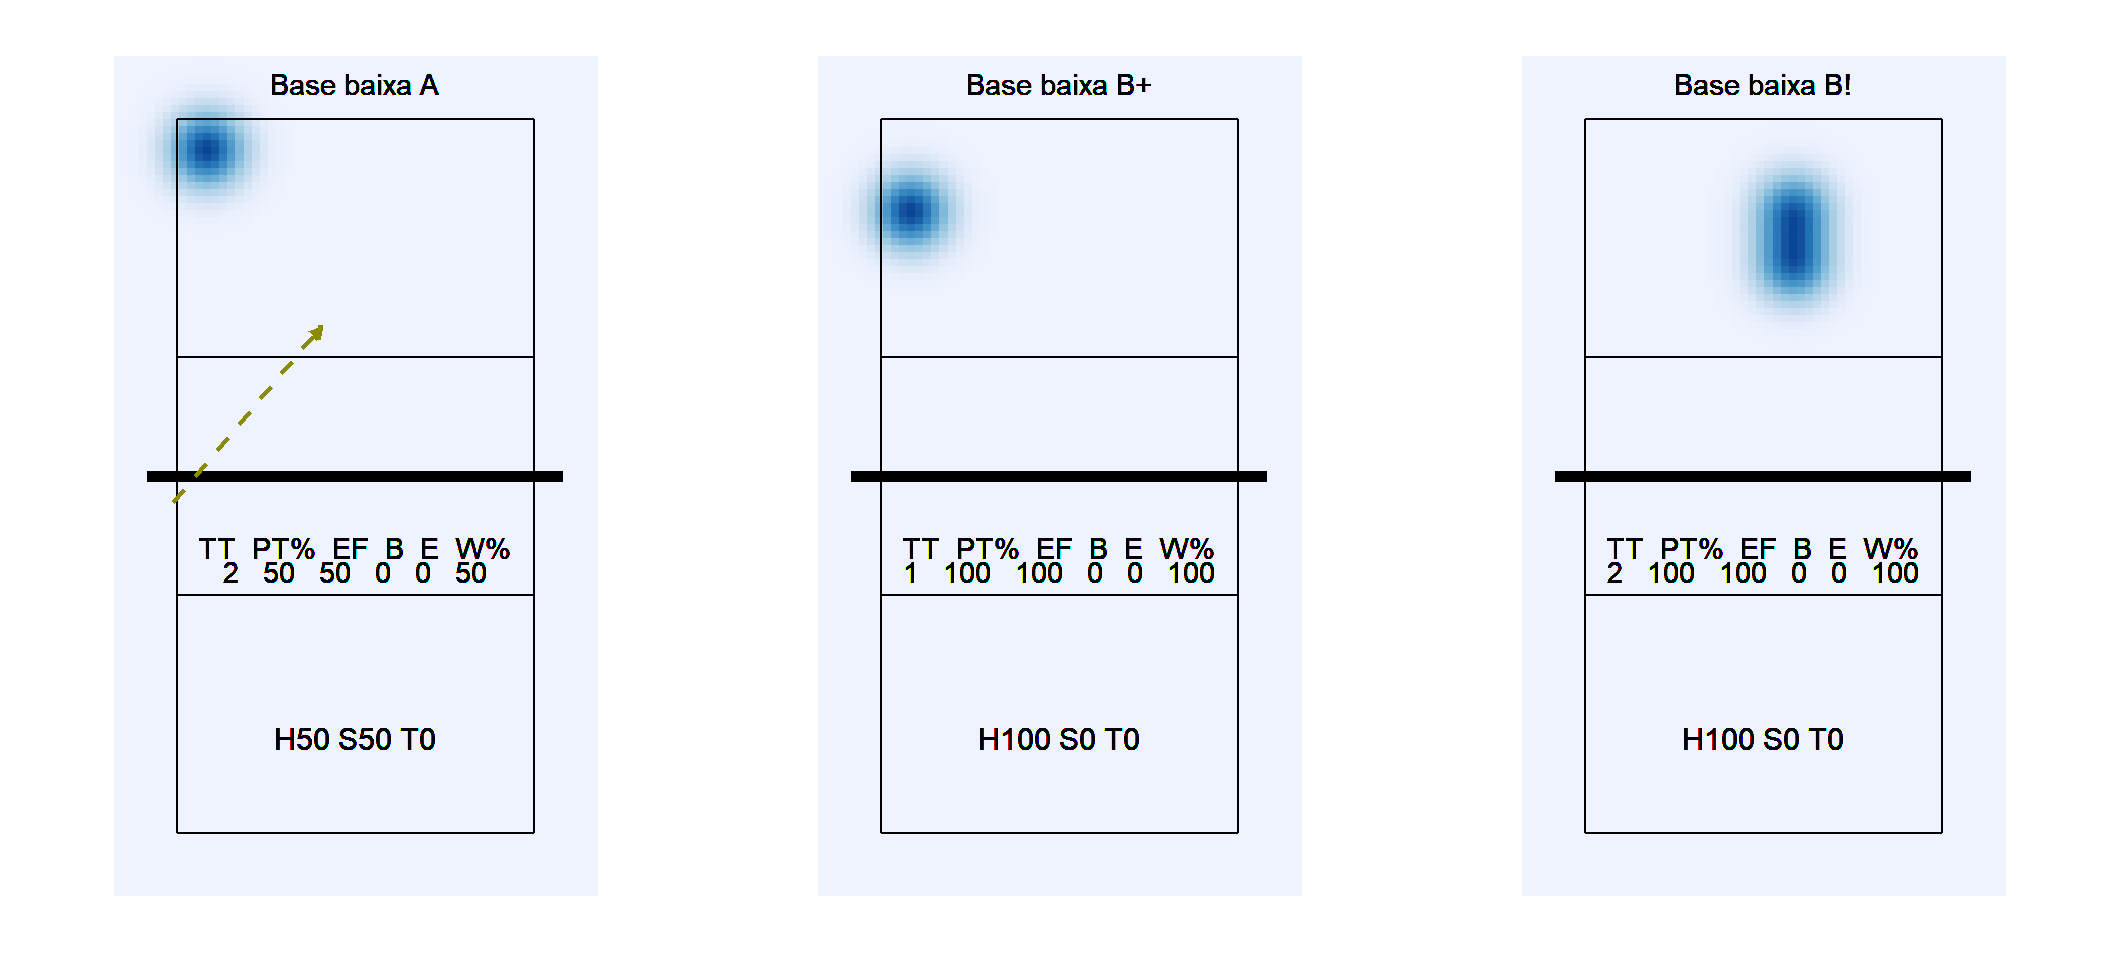 Base baixa A
TT PT% EF B E W%
2 50 50 0 0 50
H50 S50 T0
Base baixa B+
TT PT% EF B E W%
1 100 100 0 0 100
H100 S0 T0
Base baixa B!
TT PT% EF B E W%
2 100 100 0 0 100
H100 S0 T0